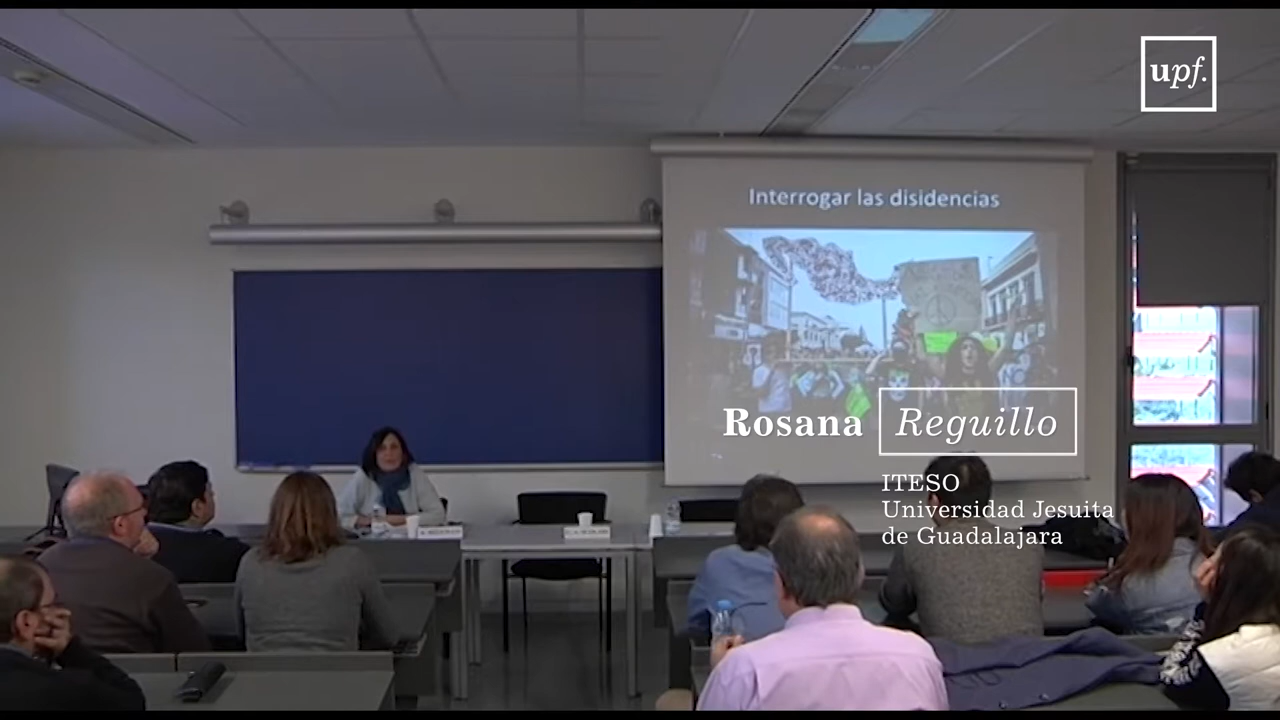 upf.
Interrogar las disidencias
Rosana Reguillo
ITESO
Universidad Jesuita
de Guadalajara